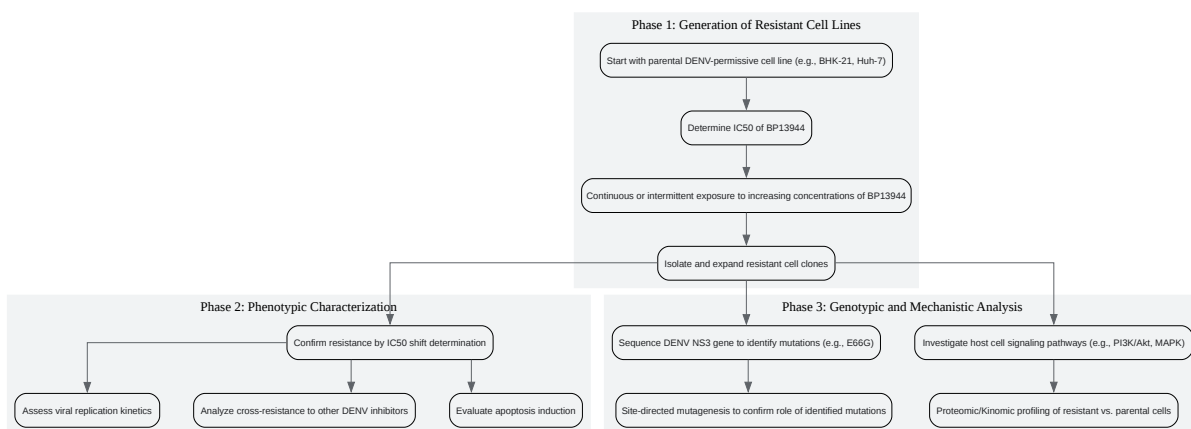 Phase 1: Generation of Resistant Cell Lines
Start with parental DENV-permissive cell line (e.g., BHK-21, Huh-7)
Determine IC50 of BP13944
Continuous or intermittent exposure to increasing concentrations of BP13944
Isolate and expand resistant cell clones
Phase 2: Phenotypic Characterization
Confirm resistance by IC50 shift determination
Assess viral replication kinetics
Analyze cross-resistance to other DENV inhibitors
Evaluate apoptosis induction
Phase 3: Genotypic and Mechanistic Analysis
Sequence DENV NS3 gene to identify mutations (e.g., E66G)
Investigate host cell signaling pathways (e.g., PI3K/Akt, MAPK)
Site-directed mutagenesis to confirm role of identified mutations
Proteomic/Kinomic profiling of resistant vs. parental cells